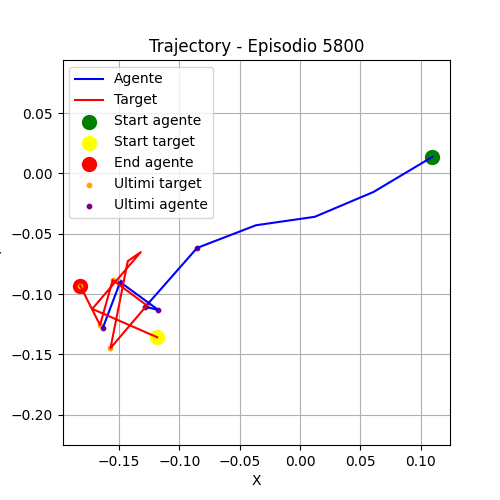 Trajectory - Episodio 5800
Agente
Target
Start agente
Start target
End agente
Ultimi target
Ultimi agente
0.05
0.00
−0.05
−0.10
−0.15
−0.20
−0.15
−0.10
−0.05
0.00
0.05
0.10
X